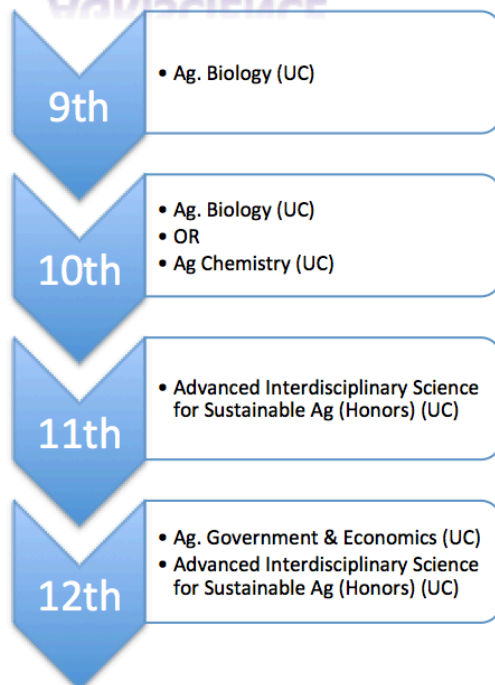 9th
• Ag. Biology (UC)
10th
• Ag. Biology (UC)
• OR
• Ag Chemistry (UC)
11th
• Advanced Interdisciplinary Science
for Sustainable Ag (Honors) (UC)
12th
• Ag. Government & Economics (UC)
• Advanced Interdisciplinary Science
for Sustainable Ag (Honors) (UC)